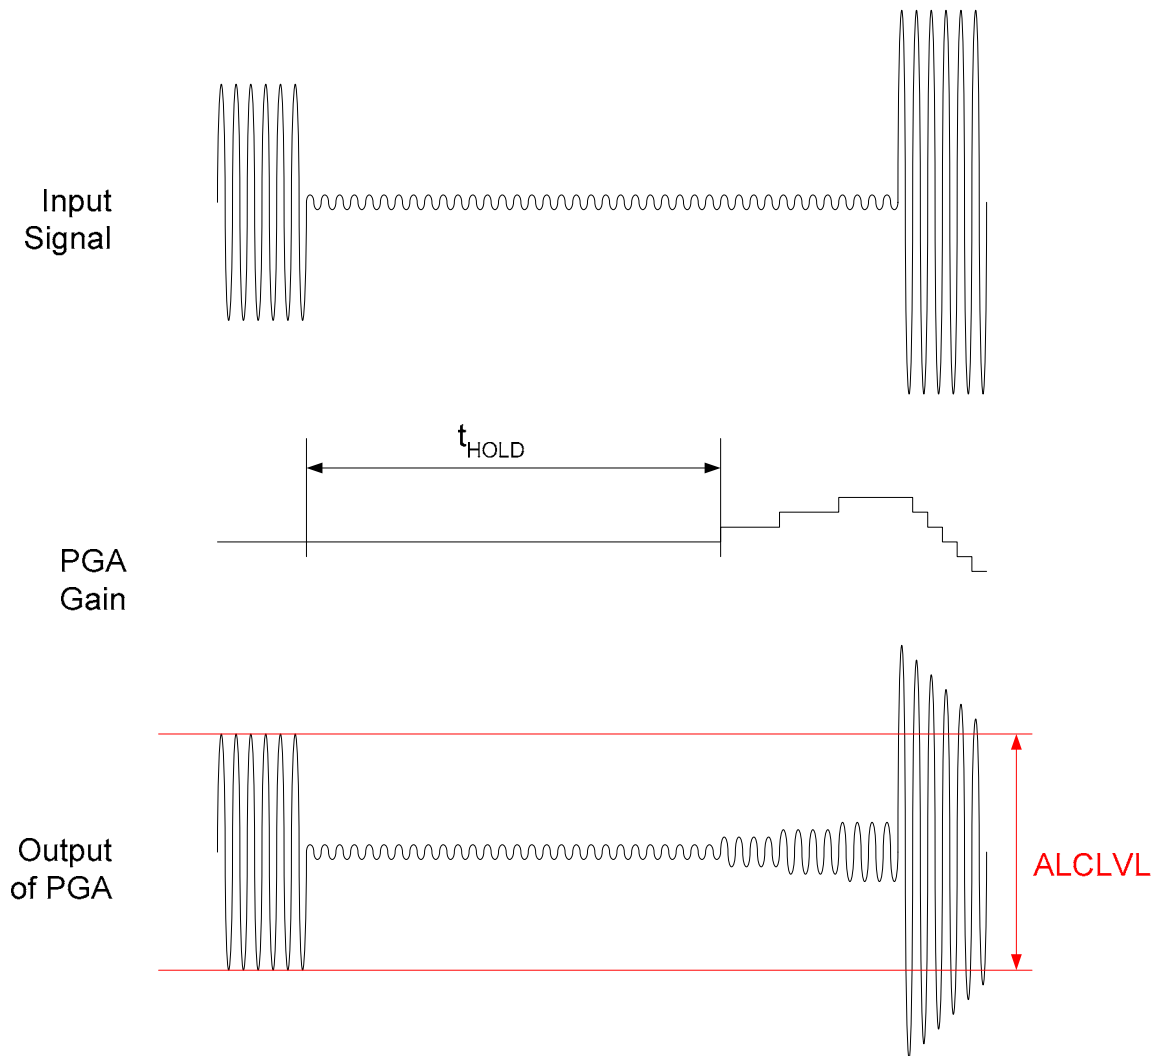 Input
Signal
tHOLD
PGA
Gain
Output
of PGA
ALCLVL